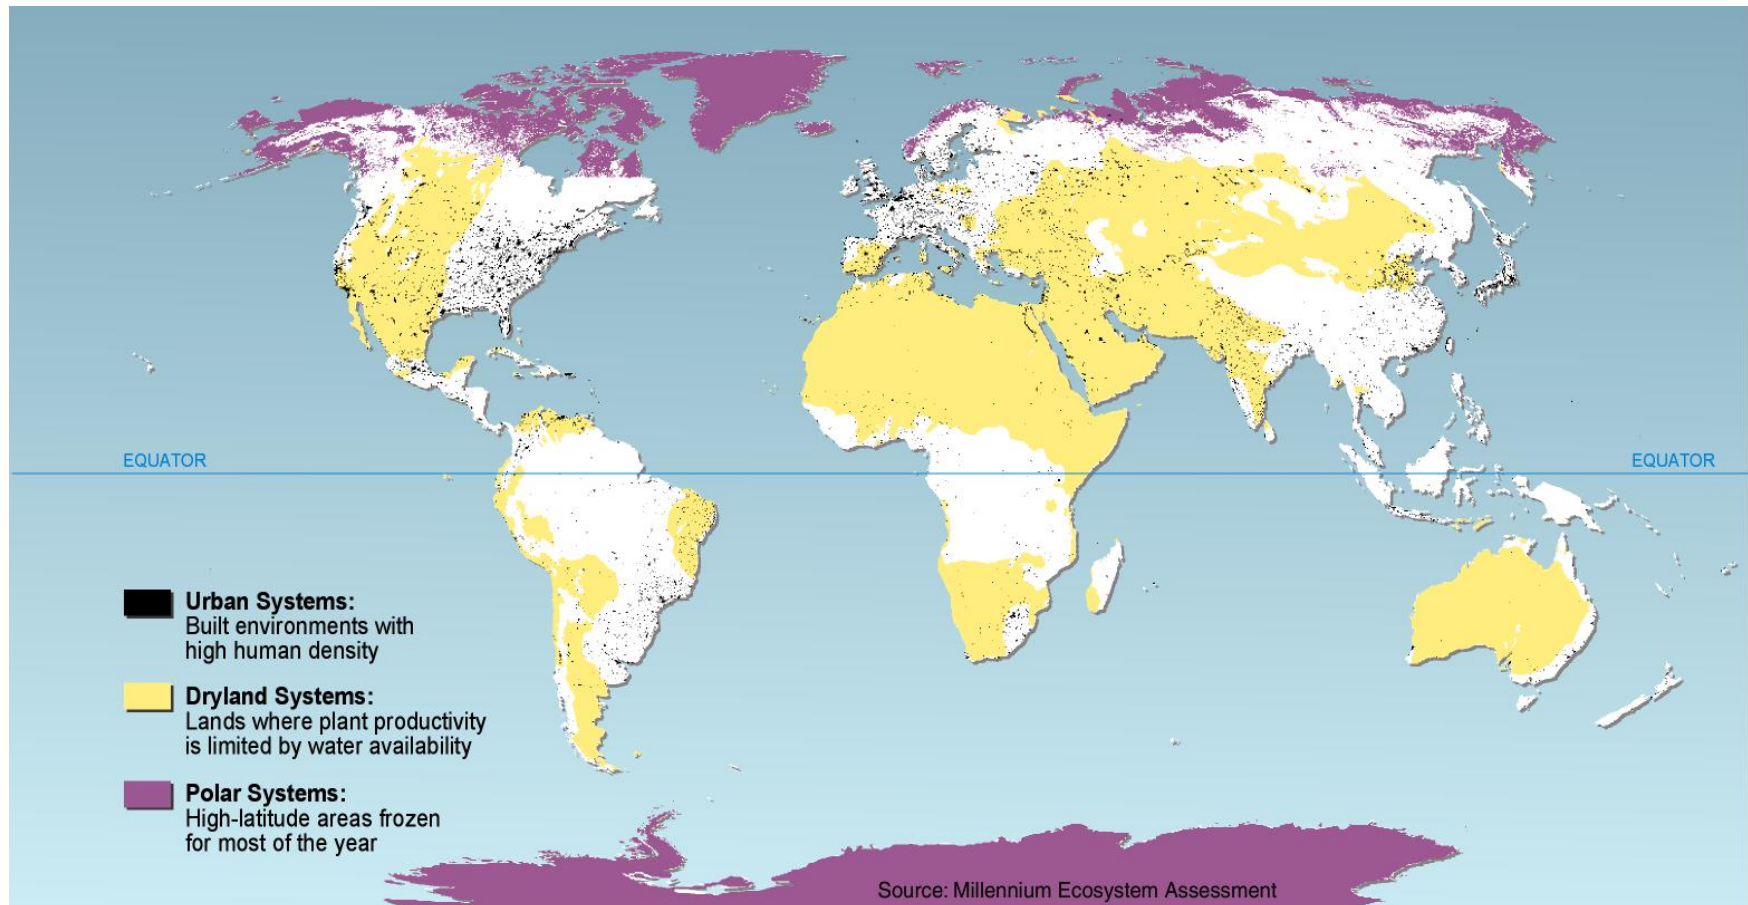 EQUATOR
EQUATOR
Urban Systems:
Built environments with
high human density
Dryland Systems:
Lands where plant productivity
is limited by water availability
Polar Systems:
High-latitude areas frozen
for most of the year
Source: Millennium Ecosystem Assessment